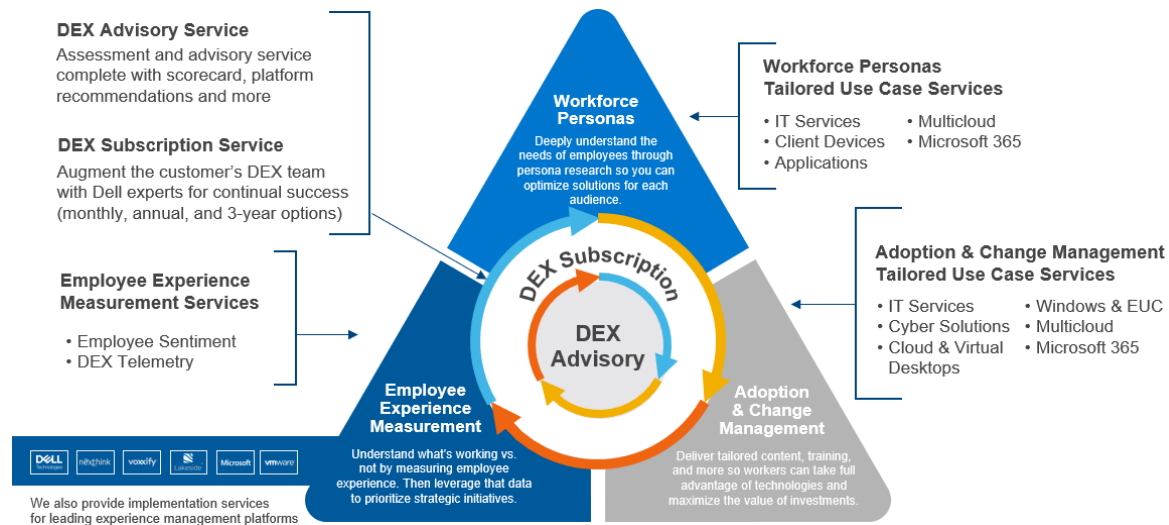 DEX Advisory Service
Assessment and advisory service
complete with scorecard, platform
recommendations and more
DEX Subscription Service
Augment the customer's DEX team
with Dell experts for continual success
(monthly, annual, and 3-year options)
Employee Experience
Measurement Services
• Employee Sentiment
• DEX Telemetry
Workforce
Personas
Deeply understand the
needs of employees through
persona research so you can
optimize solutions for each
audience.
DEX Subscription
DEX
Advisory
Employee
Experience
Measurement
Understand what's working vs.
not by measuring employee
experience. Then leverage that data
to prioritize strategic initiatives.
Adoption
& Change
Management
Deliver tailored content, training,
and more so workers can take full
advantage of technologies and
maximize the value of investments.
Workforce Personas
Tailored Use Case Services
• IT Services
• Client Devices
• Applications
• Multicloud
• Microsoft 365
Adoption & Change Management
Tailored Use Case Services
• IT Services
• Cyber Solutions
• Cloud & Virtual
Desktops
• Windows & EUC
• Multicloud
• Microsoft 365
DELL
Technologies
nexthink
voxxify
Lakeside
Microsoft
vmware
We also provide implementation services
for leading experience management platforms